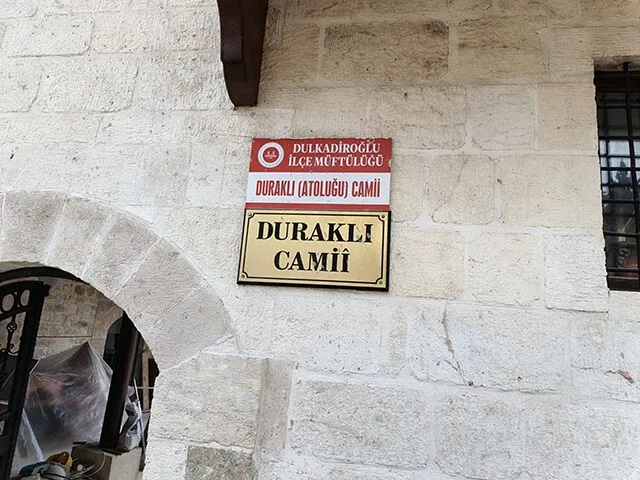 DULKADİROĞLU
İLÇE MÜFTÜLÜĞÜ
DURAKLI (ATOLUĞU) CAMİİ
DURAKLI
CAMİÎ